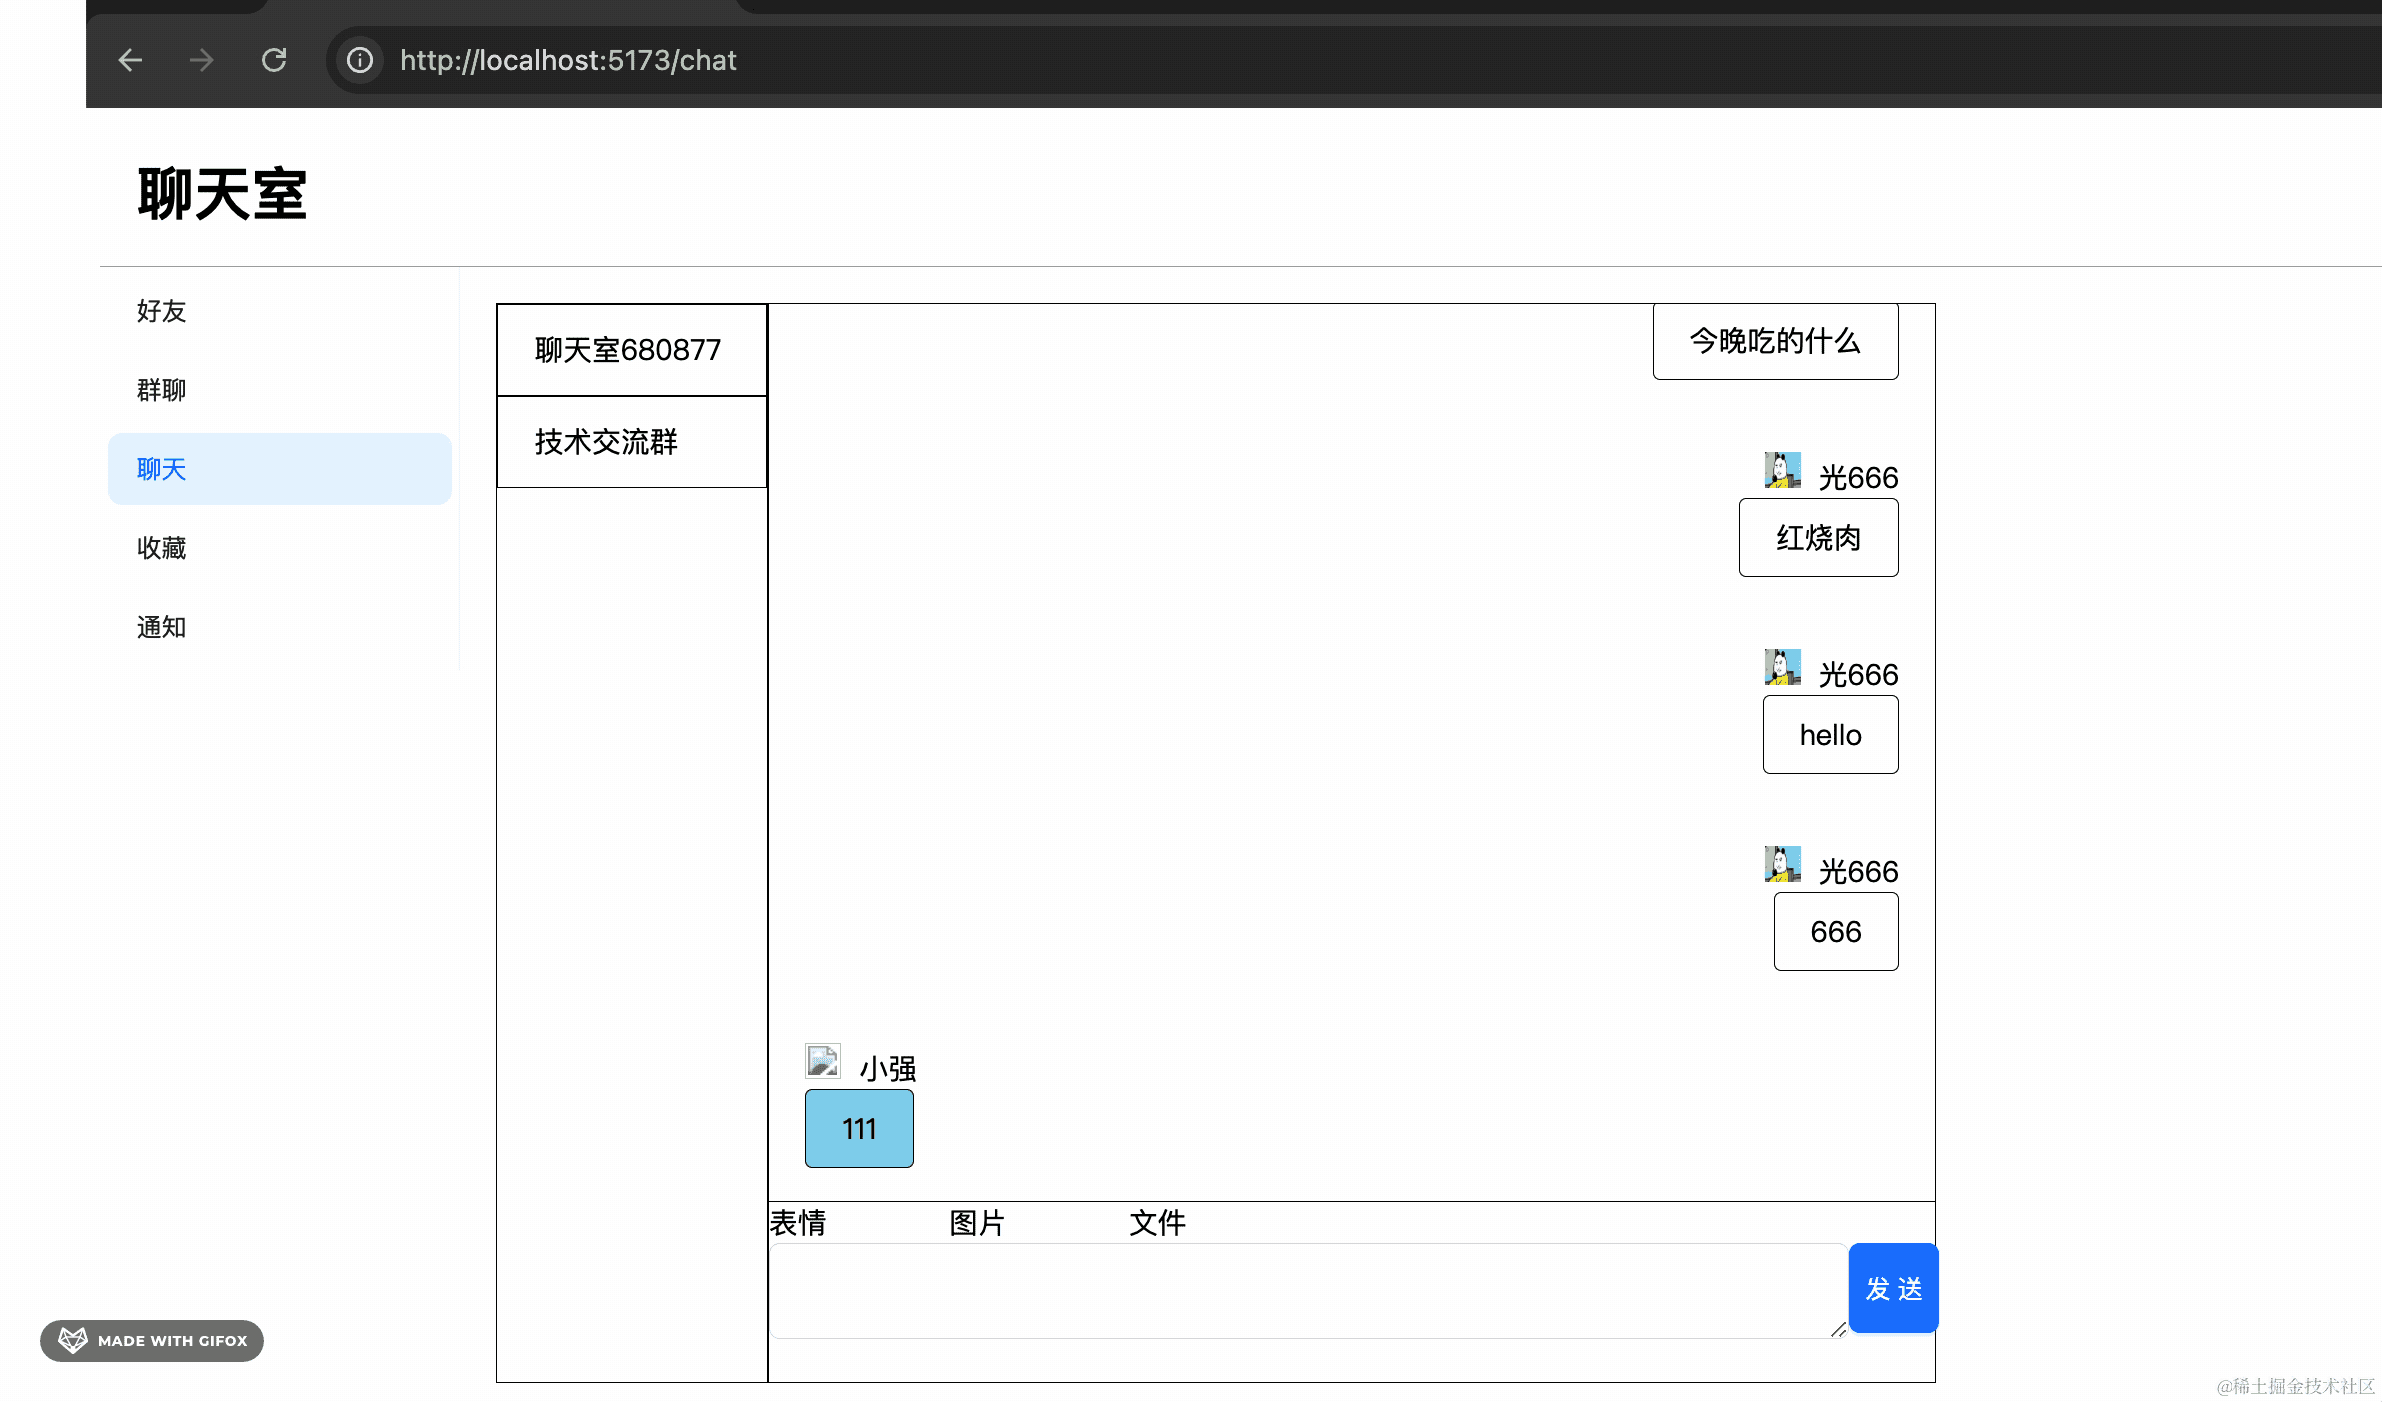 http://localhost:5173/chat
聊天室
好友
群聊
聊天
收藏
通知
聊天室680877
技术交流群
今晚吃的什么
光666
红烧肉
光666
hello
光666
666
小强
111
表情 图片 文件
发 送
MADE WITH GIFOX
@稀土掘金技术社区